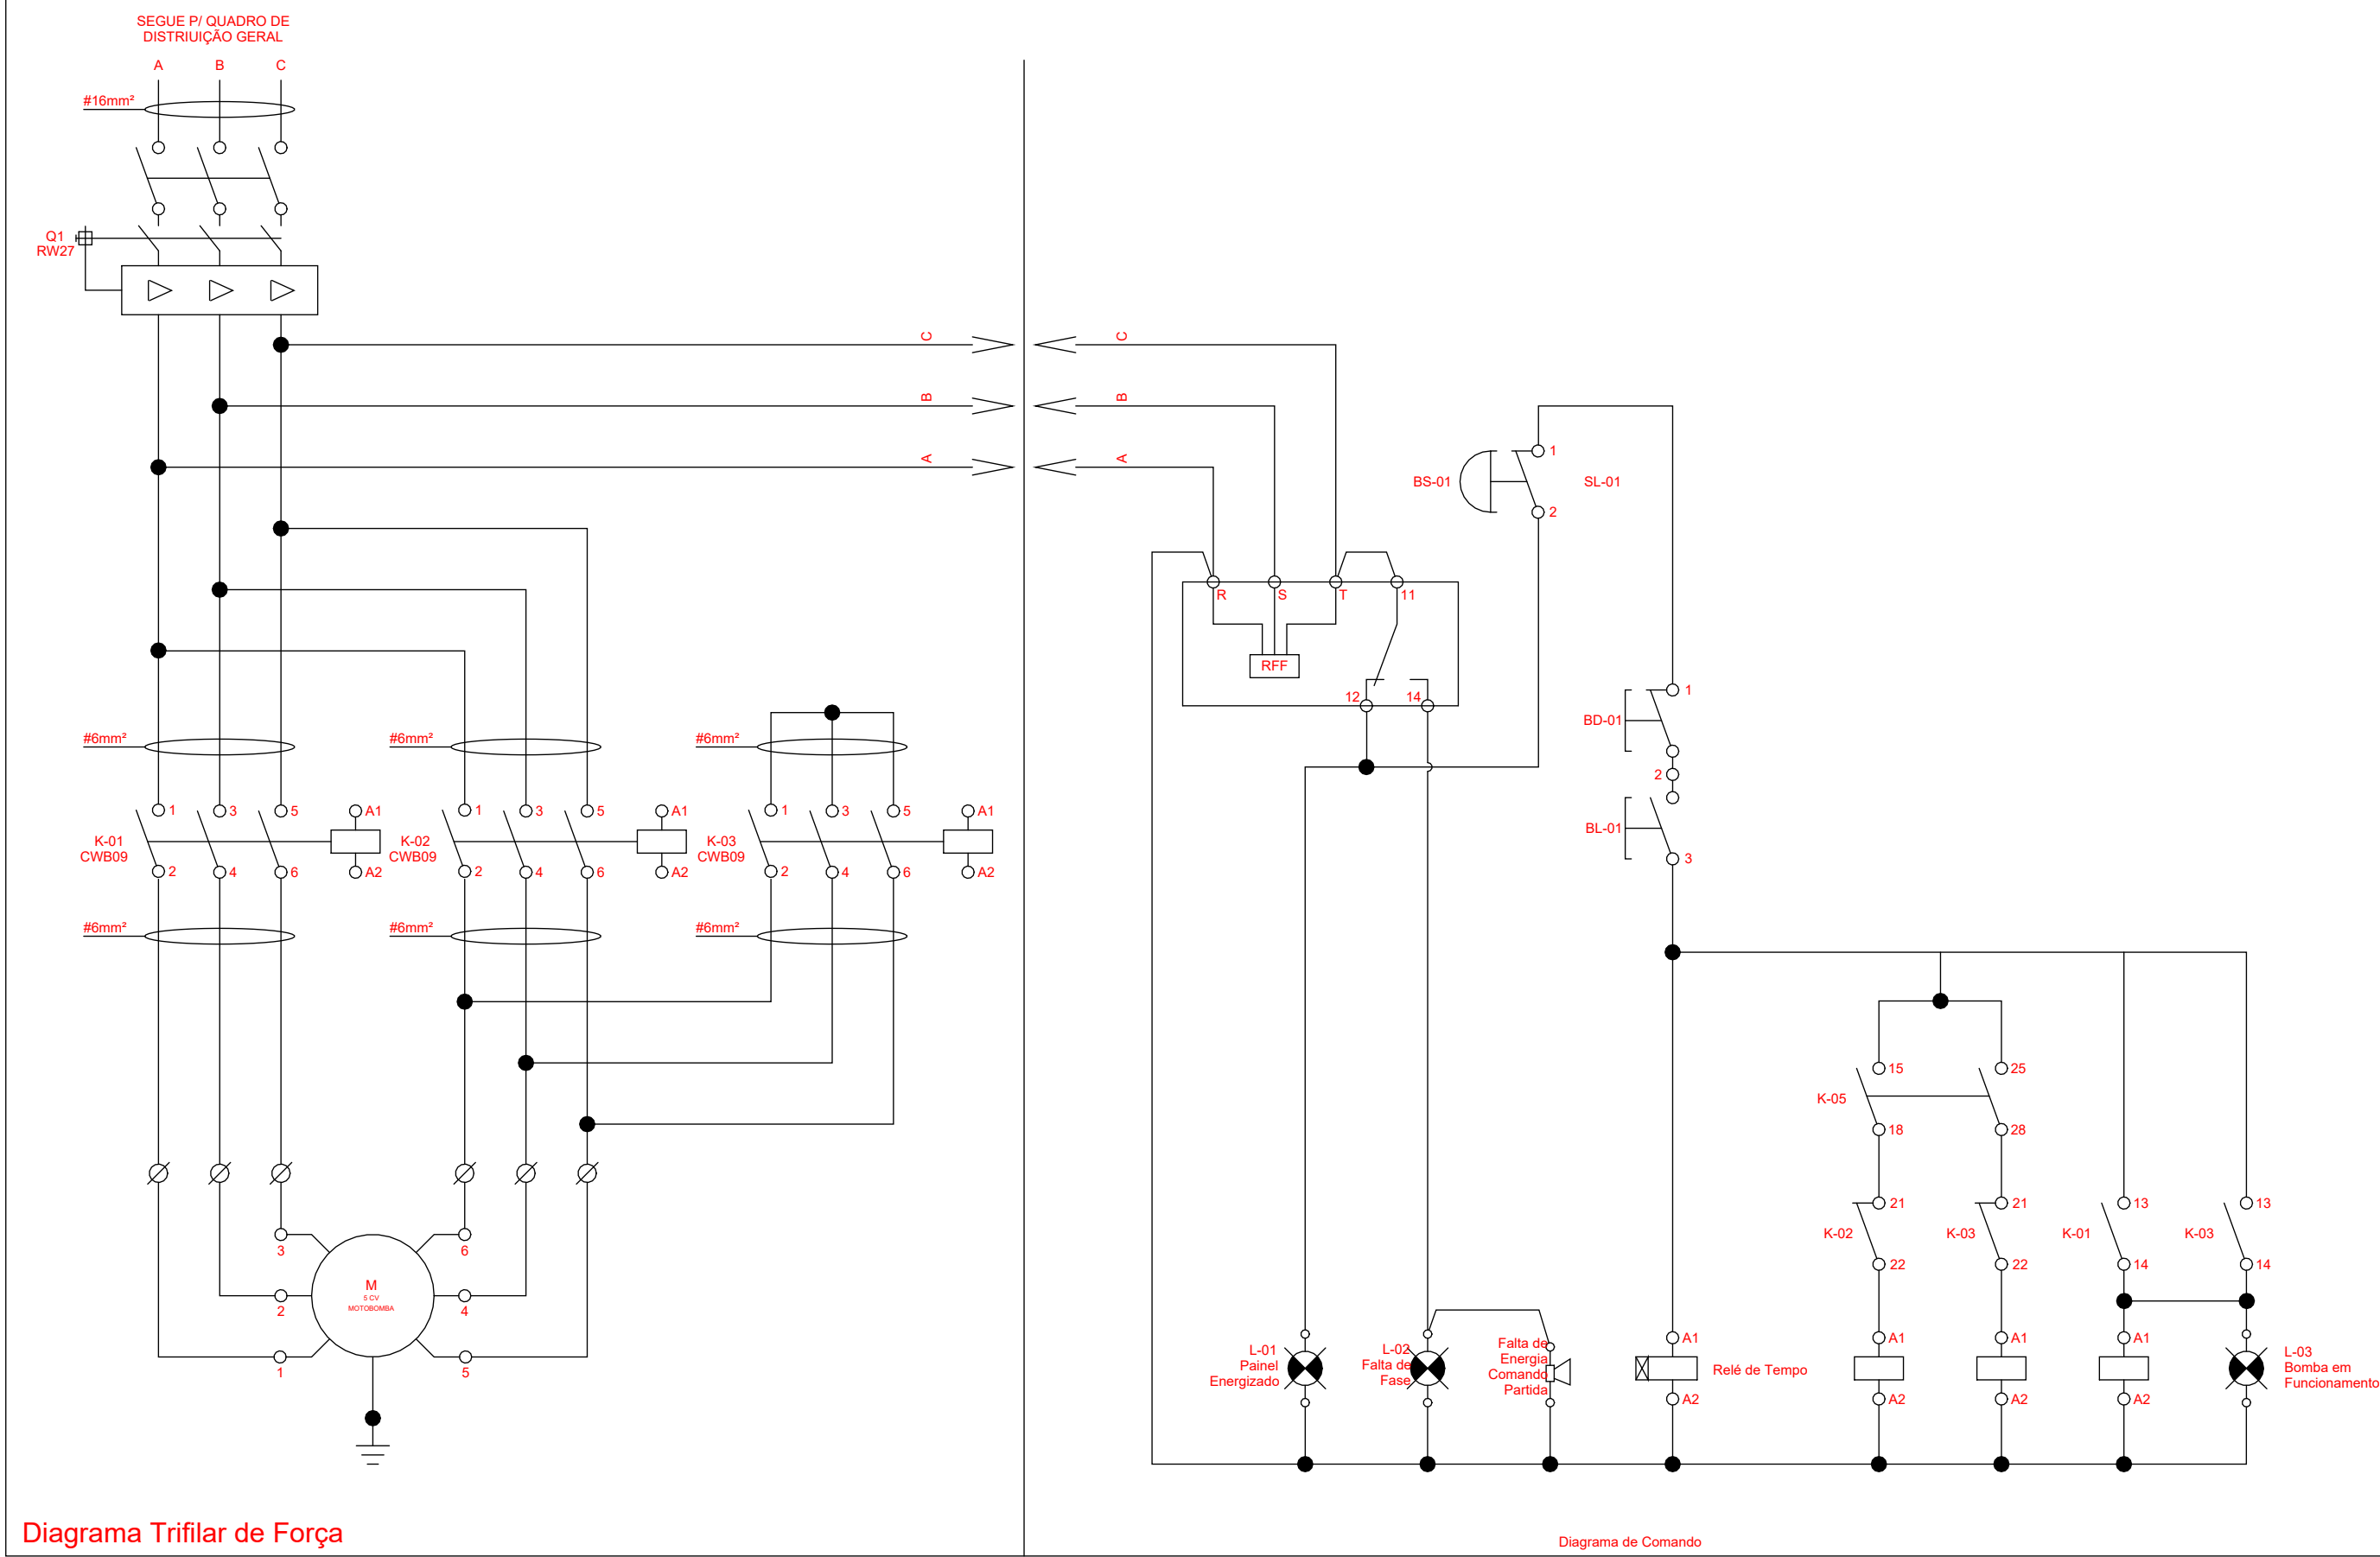 SEGUE P/ QUADRO DE
DISTRIUIÇÃO GERAL
A B C
#16mm²
Q1
RW27
C
B
A
C
B
A
#6mm²
#6mm²
#6mm²
1 3 5 A1
K-01
CWB09
2 4 6 A2
1 3 5 A1
K-02
CWB09
2 4 6 A2
1 3 5 A1
K-03
CWB09
2 4 6 A2
#6mm²
#6mm²
#6mm²
3
2
1
M
5 CV
MOTOBOMBA
6
4
5
Diagrama Trifilar de Força
BS-01
1
SL-01
2
R S T 11
RFF
12 14
1
BD-01
2
BL-01
3
15 25
K-05
18 28
21 21 13 13
K-02 K-03 K-01 K-03
22 22 14 14
L-01
Painel
Energizado
L-02
Falta de
Fase
Falta de
Energia
Comando
Partida
A1
Relé de Tempo
A2
A1 A1 A1
A2 A2 A2
L-03
Bomba em
Funcionamento
Diagrama de Comando